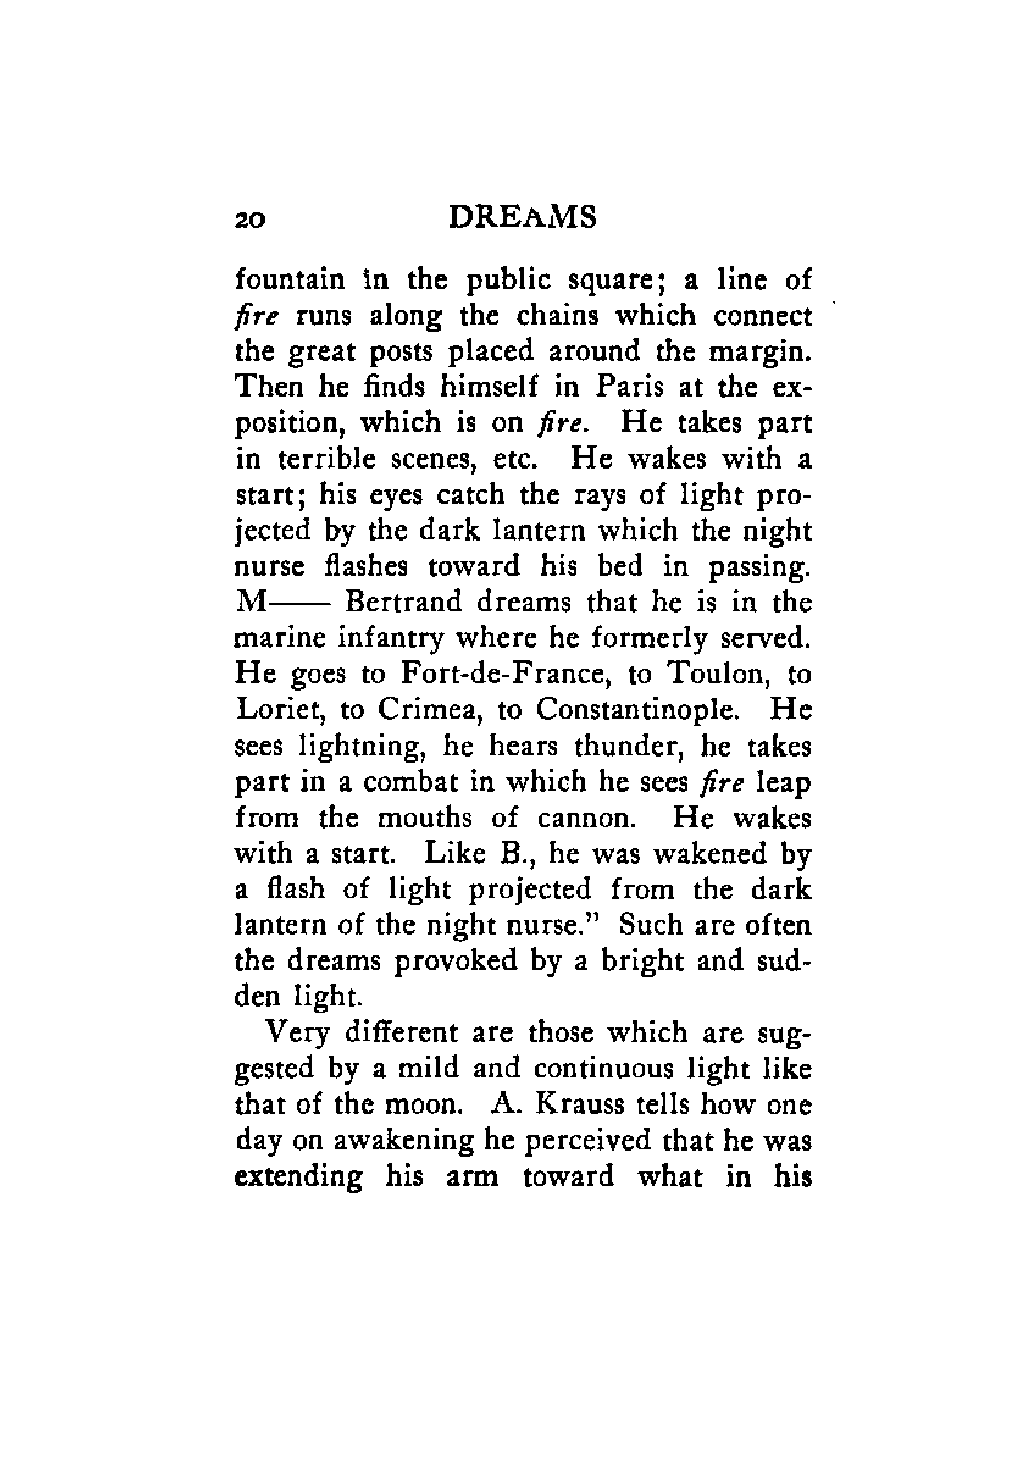 20 DREAMS
fountain in the public square; a line of
fire runs along the chains which connect
the great posts placed around the margin.
Then he finds himself in Paris at the ex-
position, which is on fire. He takes part
in terrible scenes, etc. He wakes with a
start; his eyes catch the rays of light pro-
jected by the dark lantern which the night
nurse flashes toward his bed in passing.
M—— Bertrand dreams that he is in the
marine infantry where he formerly served.
He goes to Fort-de-France, to Toulon, to
Loriet, to Crimea, to Constantinople. He
sees lightning, he hears thunder, he takes
part in a combat in which he sees fire leap
from the mouths of cannon. He wakes
with a start. Like B., he was wakened by
a flash of light projected from the dark
lantern of the night nurse." Such are often
the dreams provoked by a bright and sud-
den light.
Very different are those which are sug-
gested by a mild and continuous light like
that of the moon. A. Krauss tells how one
day on awakening he perceived that he was
extending his arm toward what in his